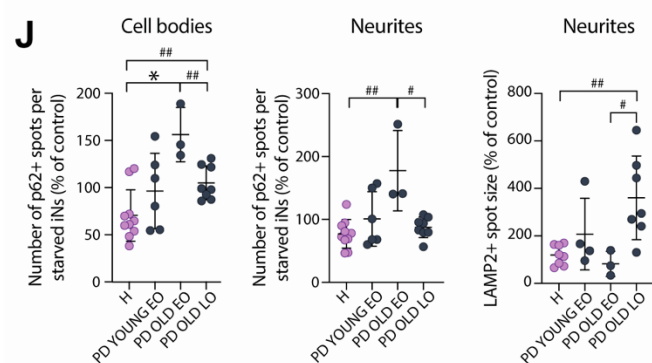 J
Cell bodies
##
*
##
Number of p62+ spots per
starved iNs (% of control)
200
150
100
50
0
H
PD YOUNG EO
PD OLD EO
PD OLD LO
Neurites
##
#
Number of p62+ spots per
starved iNs (% of control)
300
200
100
0
H
PD YOUNG EO
PD OLD EO
PD OLD LO
Neurites
##
#
LAMP2+ spot size (% of control)
800
600
400
200
0
H
PD YOUNG EO
PD OLD EO
PD OLD LO